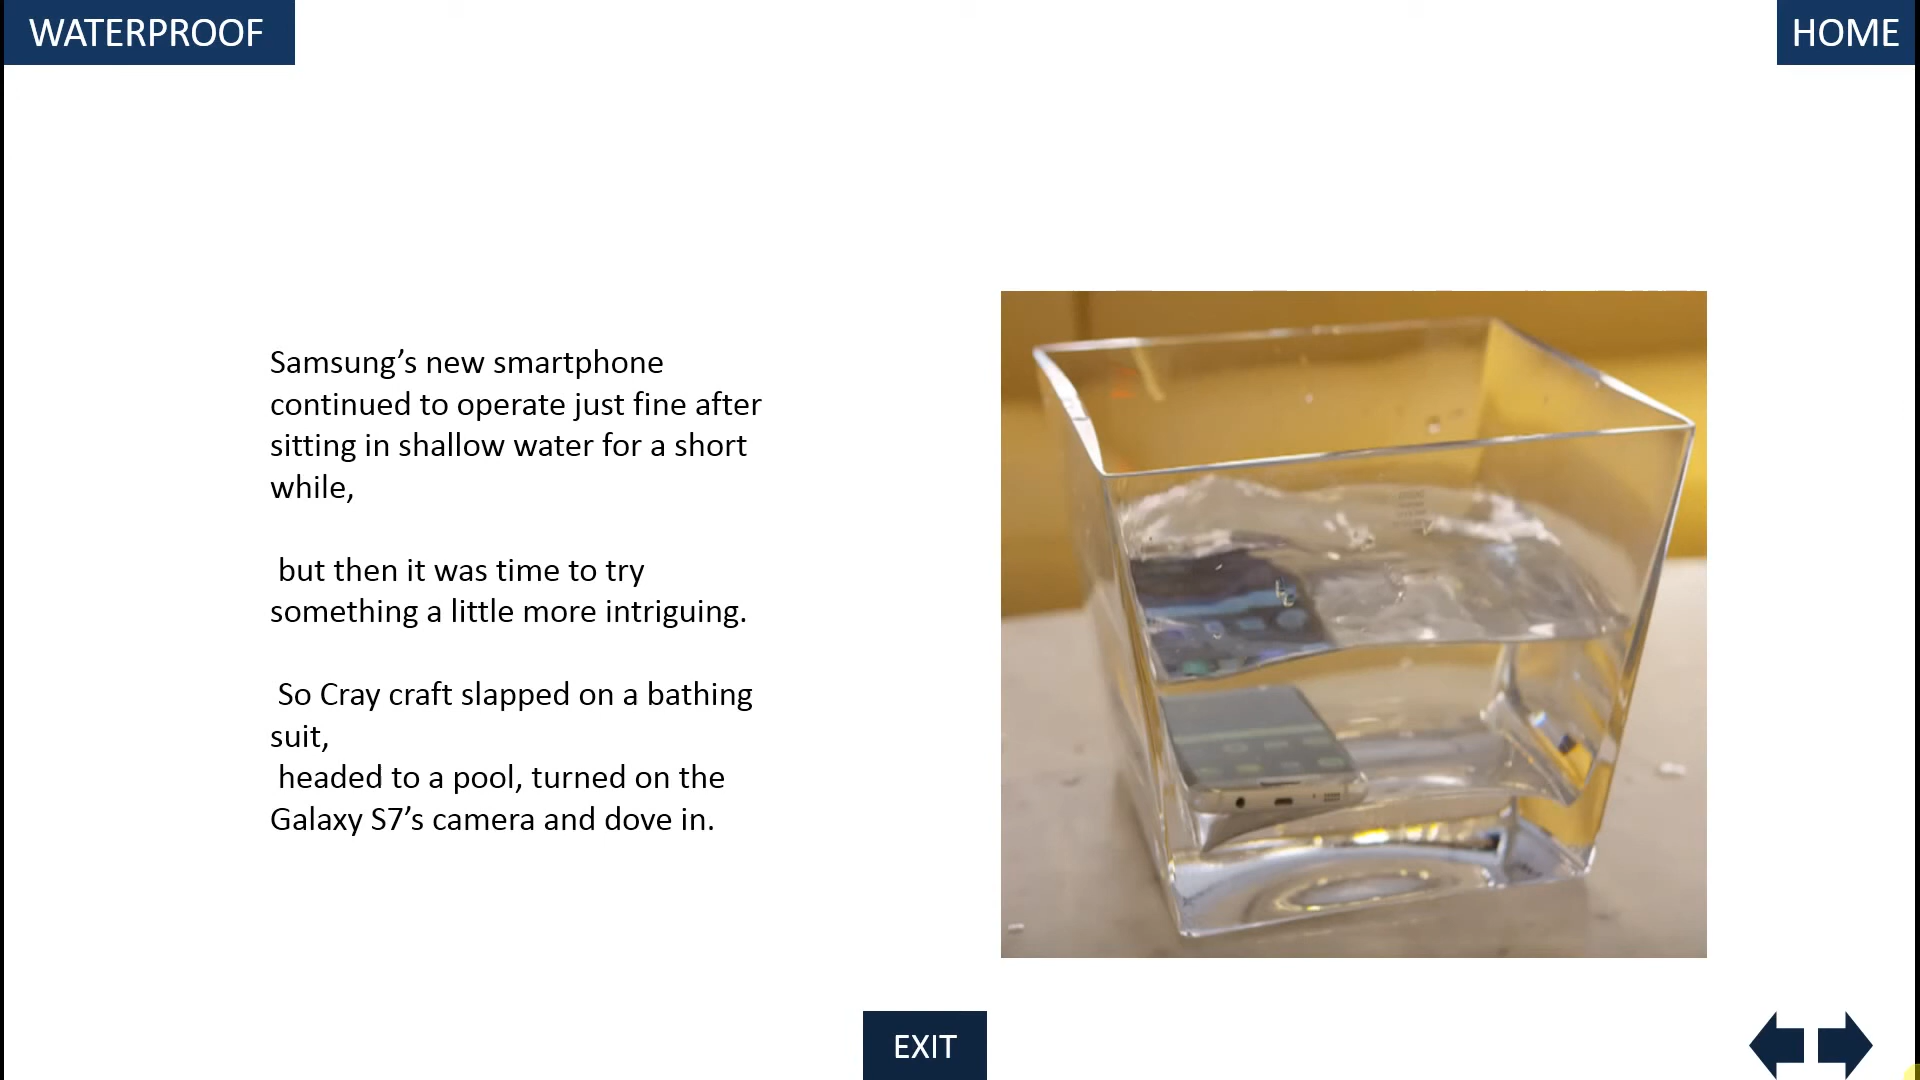 WATERPROOF
HOME
Samsung’s new smartphone
continued to operate just fine after
sitting in shallow water for a short
while,
but then it was time to try
something a little more intriguing.
So Cray craft slapped on a bathing
suit,
headed to a pool, turned on the
Galaxy S7’s camera and dove in.
EXIT